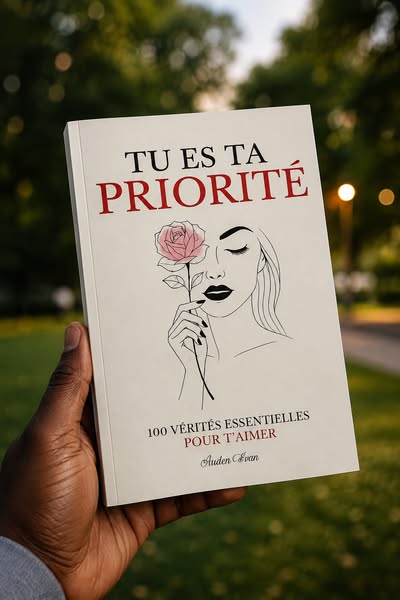 TU ES TA
PRIORITÉ
100 VÉRITÉS ESSENTIELLES
POUR T'AIMER
Auden Evan